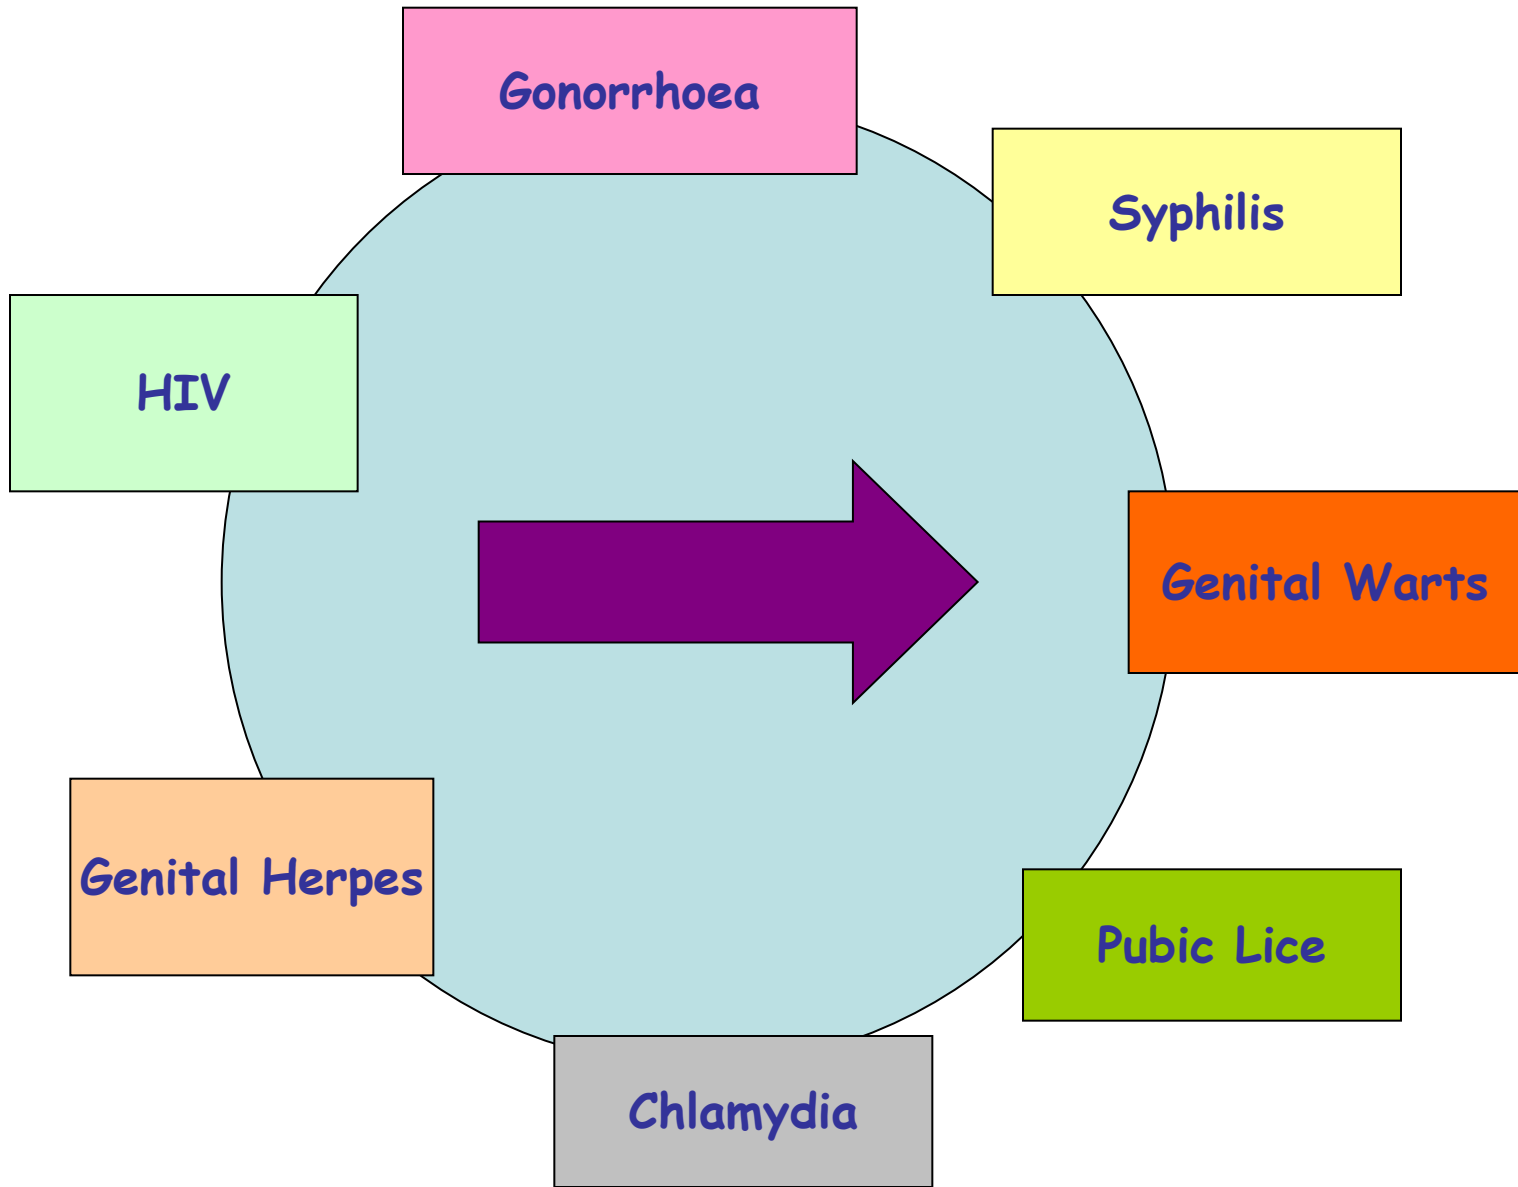 Gonorrhoea
Syphilis
HIV
Genital Warts
Genital Herpes
Pubic Lice
Chlamydia